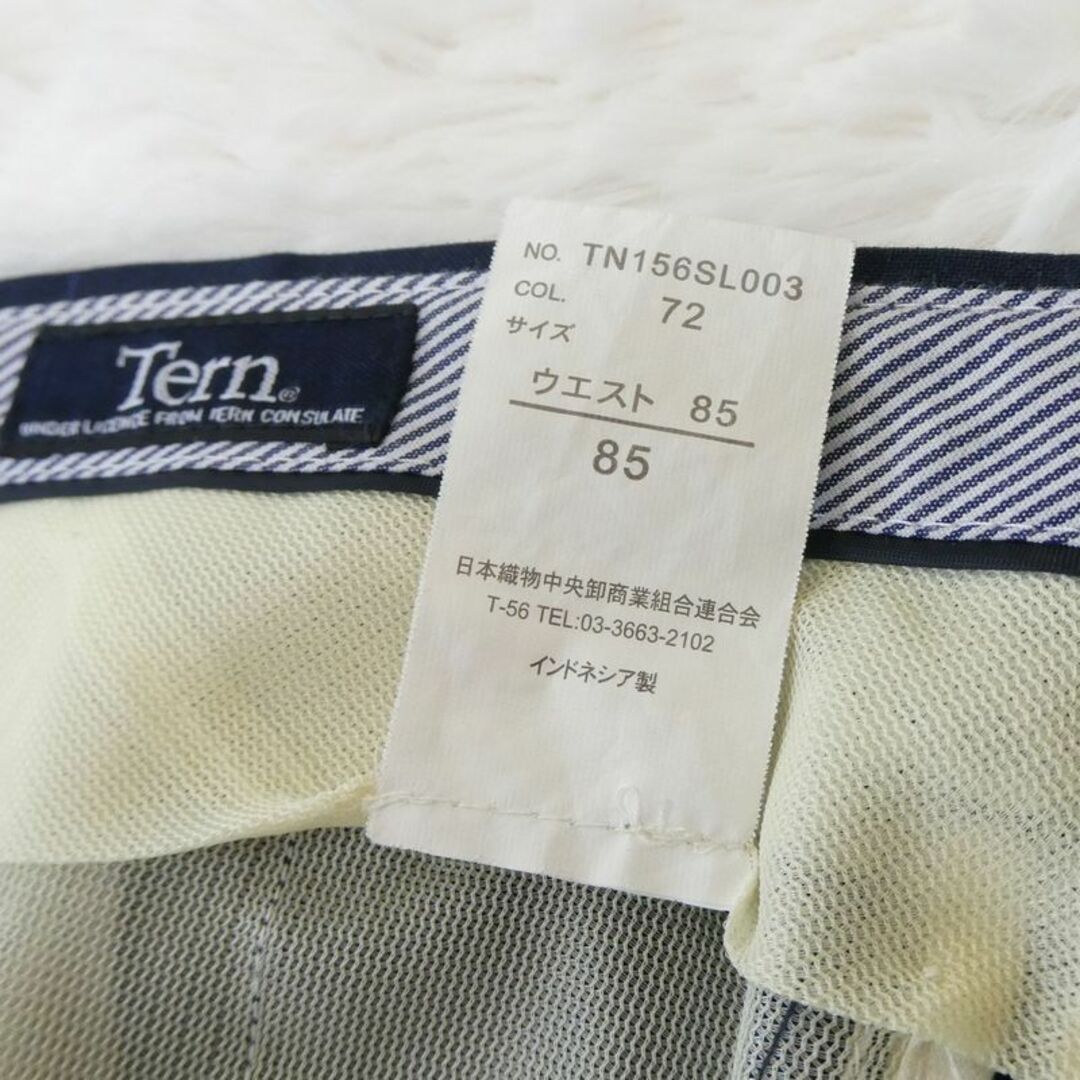 Tern®
UNDER LICENCE FROM TERN CONSULATE
NO. TN156SL003
COL. 72
サイズ
ウエスト 85
85
日本織物中央卸商業組合連合会
T-56 TEL:03-3663-2102
インドネシア製